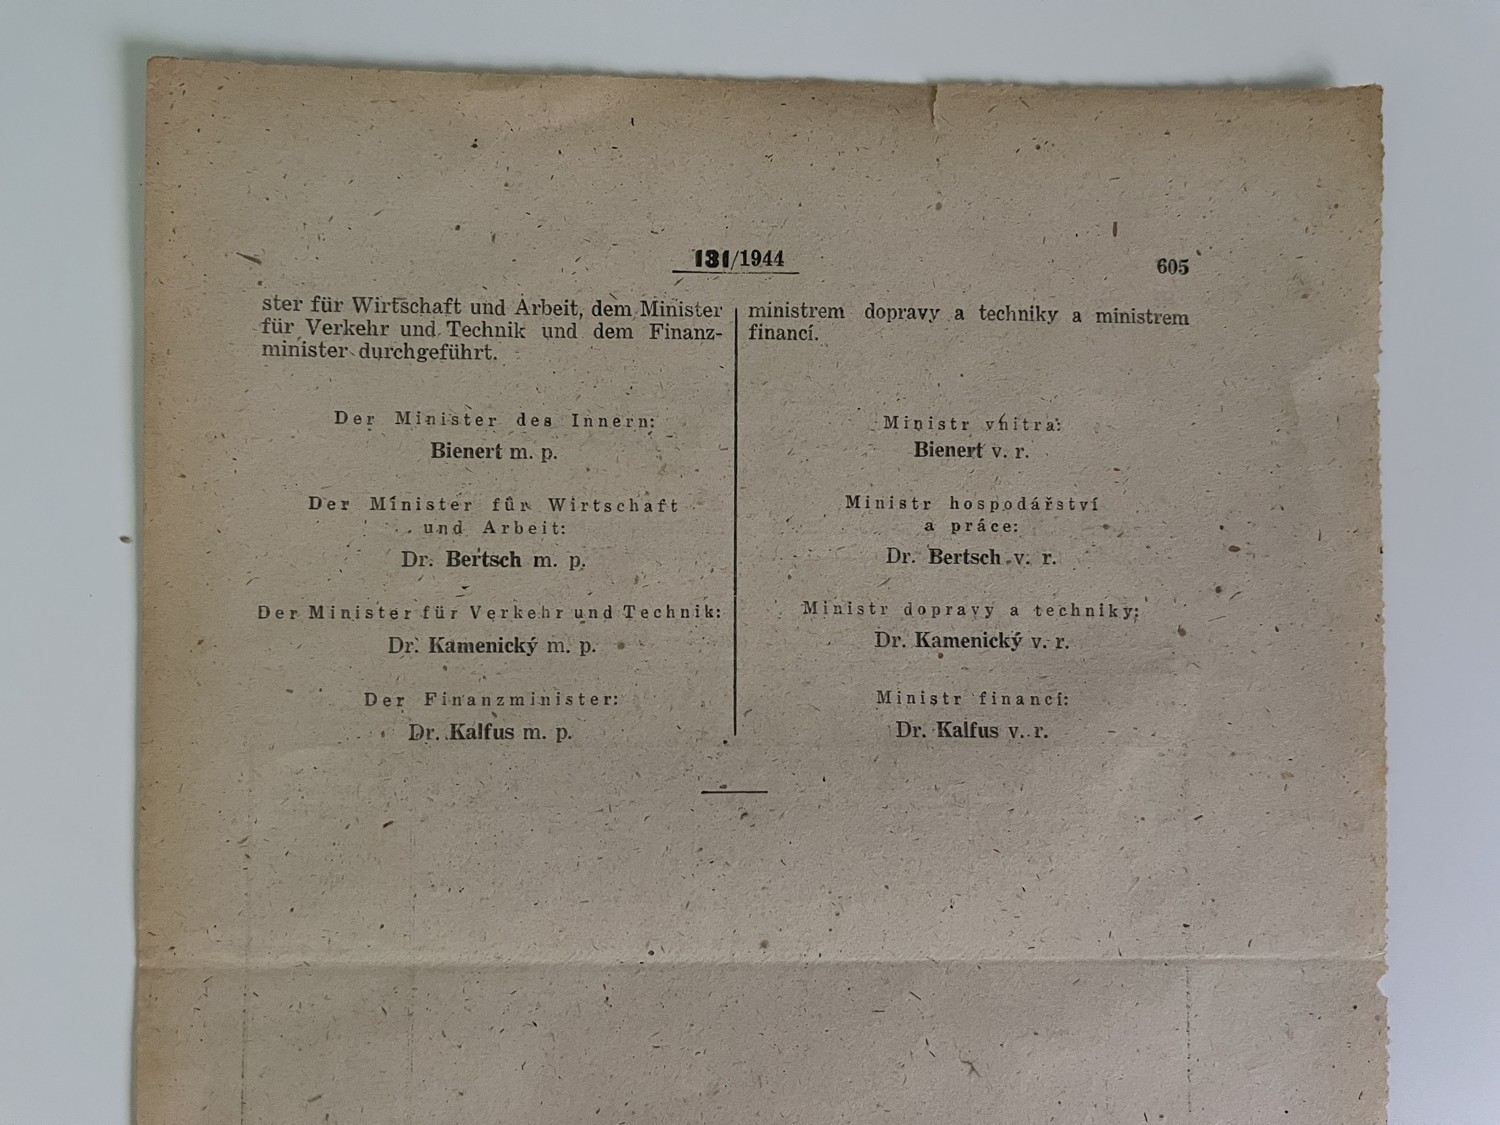 131/1944
605
ster für Wirtschaft und Arbeit, dem Minister
für Verkehr und Technik und dem Finanz-
minister durchgeführt.
Der Minister des Innern:
Bienert m. p.
Der Minister für Wirtschaft
und Arbeit:
Dr. Bertsch m. p.
Der Minister für Verkehr und Technik:
Dr. Kamenický m. p.
Der Finanzminister:
Dr. Kalfus m. p.
ministrem dopravy a techniky a ministrem
financí.
Ministr vnitra:
Bienert v. r.
Ministr hospodářství
a práce:
Dr. Bertsch v. r.
Ministr dopravy a techniky:
Dr. Kamenický v. r.
Ministr financí:
Dr. Kalfus v. r.